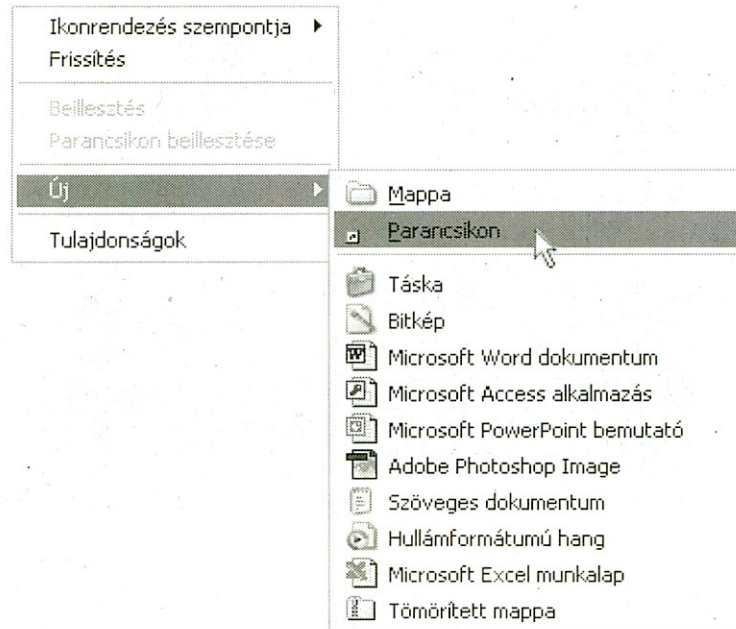 Ikonrendezés szempontja
Frissítés
Beillesztés
Parancsikon beillesztése
Új
Tulajdonságok
Mappa
Parancsikon
Táska
Bitkép
Microsoft Word dokumentum
Microsoft Access alkalmazás
Microsoft PowerPoint bemutató
Adobe Photoshop Image
Szöveges dokumentum
Hullámformátumú hang
Microsoft Excel munkalap
Tömörített mappa